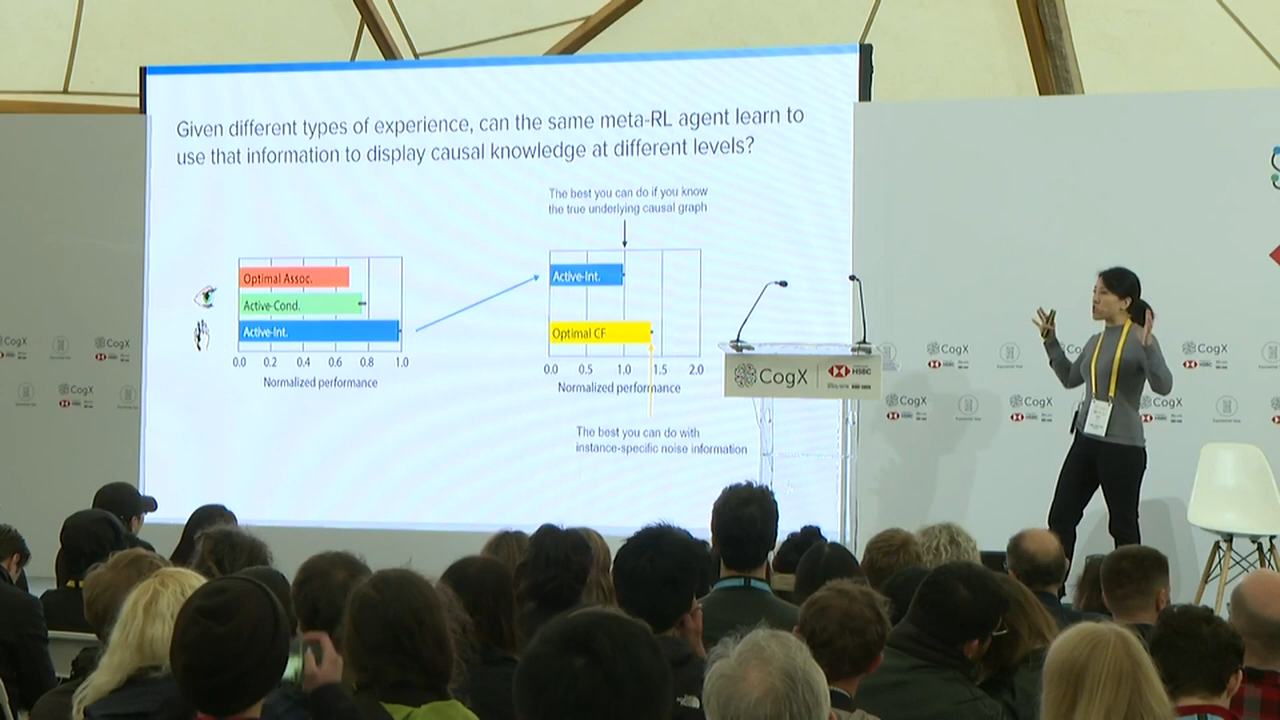 Given different types of experience, can the same meta-RL agent learn to
use that information to display causal knowledge at different levels?
The best you can do if you know
the true underlying causal graph
Optimal Assoc.
Active-Cond.
Active-Int.
0.0 0.2 0.4 0.6 0.8 1.0
Normalized performance
Active-Int.
Optimal CF
0.0 0.5 1.0 1.5 2.0
Normalized performance
The best you can do with
instance-specific noise information
CogX
HSBC
CogX
CogX
CogX
CogX
CogX
CogX
CogX
CogX